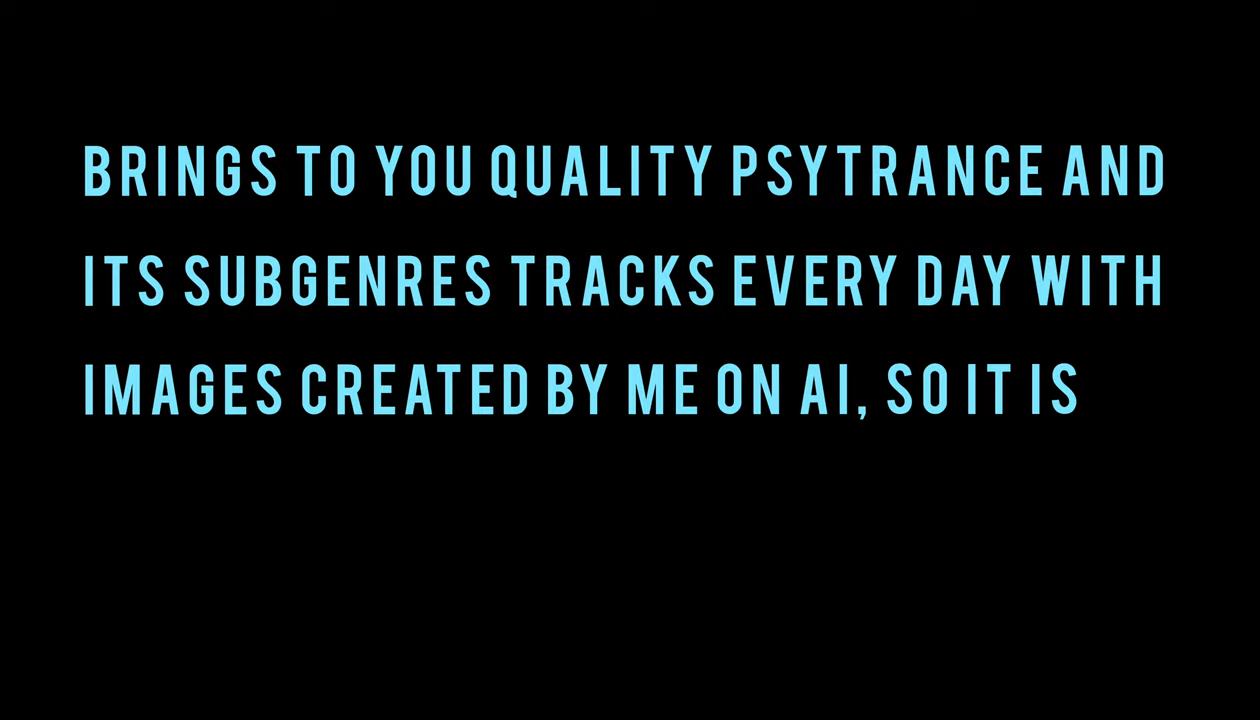 BRINGS TO YOU QUALITY PSYTRANCE AND
ITS SUBGENRES TRACKS EVERY DAY WITH
IMAGES CREATED BY ME ON AI, SO IT IS